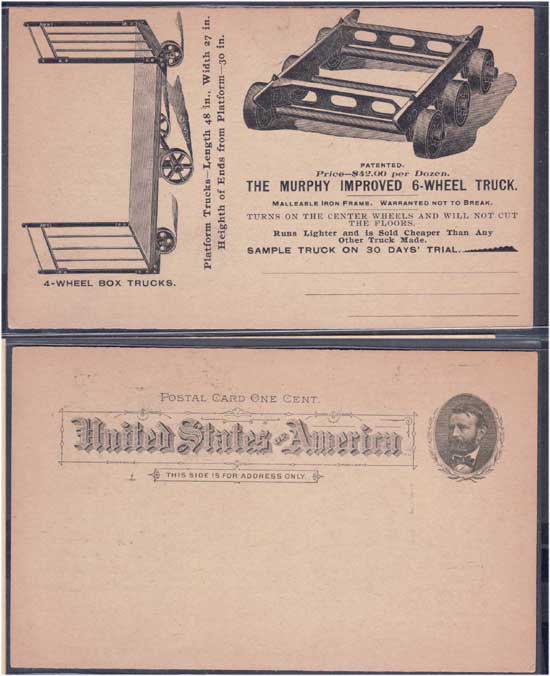 Platform Trucks—Length 48 in., Width 27 in.
Heighth of Ends from Platform—30 in.
4-WHEEL BOX TRUCKS.
PATENTED.
Price—$42.00 per Dozen.
THE MURPHY IMPROVED 6-WHEEL TRUCK.
MALLEABLE IRON FRAME. WARRANTED NOT TO BREAK.
TURNS ON THE CENTER WHEELS AND WILL NOT CUT
THE FLOORS.
Runs Lighter and is Sold Cheaper Than Any
Other Truck Made.
SAMPLE TRUCK ON 30 DAYS' TRIAL.
POSTAL CARD ONE CENT.
United States of America
THIS SIDE IS FOR ADDRESS ONLY.